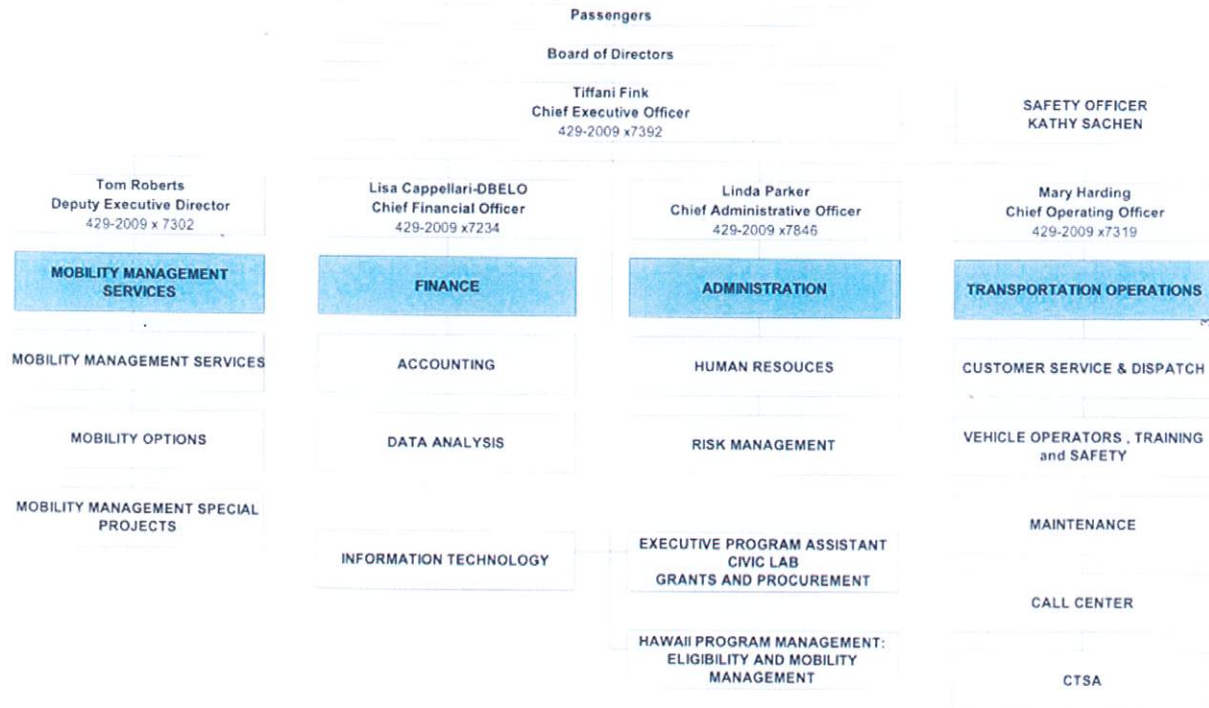 Passengers
Board of Directors
Tiffani Fink
Chief Executive Officer
429-2009 x7392
SAFETY OFFICER
KATHY SACHEN
Tom Roberts
Deputy Executive Director
429-2009 x 7302
Lisa Cappellari-DBELO
Chief Financial Officer
429-2009 x7234
Linda Parker
Chief Administrative Officer
429-2009 x7846
Mary Harding
Chief Operating Officer
429-2009 x7319
MOBILITY MANAGEMENT
SERVICES
FINANCE
ADMINISTRATION
TRANSPORTATION OPERATIONS
MOBILITY MANAGEMENT SERVICES
ACCOUNTING
HUMAN RESOUCES
CUSTOMER SERVICE & DISPATCH
MOBILITY OPTIONS
DATA ANALYSIS
RISK MANAGEMENT
VEHICLE OPERATORS , TRAINING
and SAFETY
MOBILITY MANAGEMENT SPECIAL
PROJECTS
MAINTENANCE
INFORMATION TECHNOLOGY
EXECUTIVE PROGRAM ASSISTANT
CIVIC LAB
GRANTS AND PROCUREMENT
CALL CENTER
HAWAII PROGRAM MANAGEMENT:
ELIGIBILITY AND MOBILITY
MANAGEMENT
CTSA